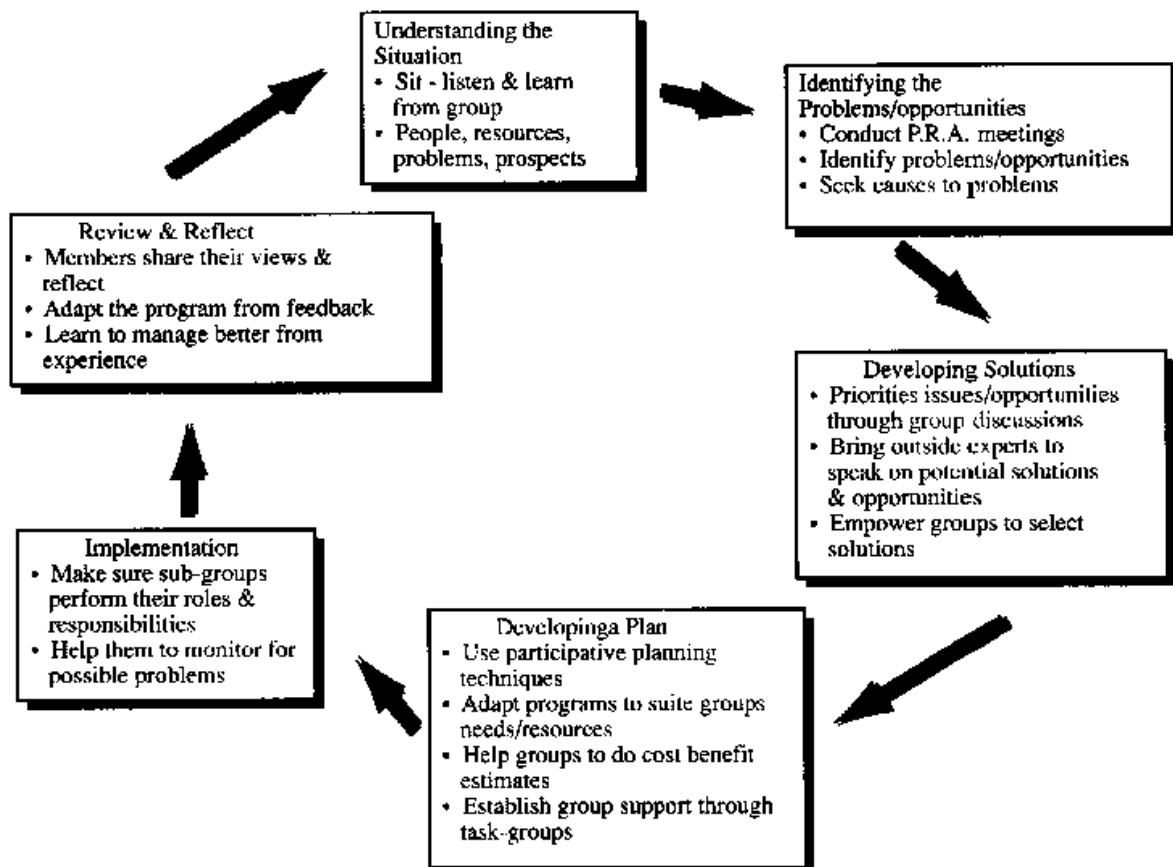 Understanding the
Situation
• Sit - listen & learn
from group
• People, resources,
problems, prospects
Identifying the
Problems/opportunities
• Conduct P.R.A. meetings
• Identify problems/opportunities
• Seek causes to problems
Developing Solutions
• Priorities issues/opportunities
through group discussions
• Bring outside experts to
speak on potential solutions
& opportunities
• Empower groups to select
solutions
Developinga Plan
• Use participative planning
techniques
• Adapt programs to suite groups
needs/resources
• Help groups to do cost benefit
estimates
• Establish group support through
task-groups
Implementation
• Make sure sub-groups
perform their roles &
responsibilities
• Help them to monitor for
possible problems
Review & Reflect
• Members share their views &
reflect
• Adapt the program from feedback
• Learn to manage better from
experience